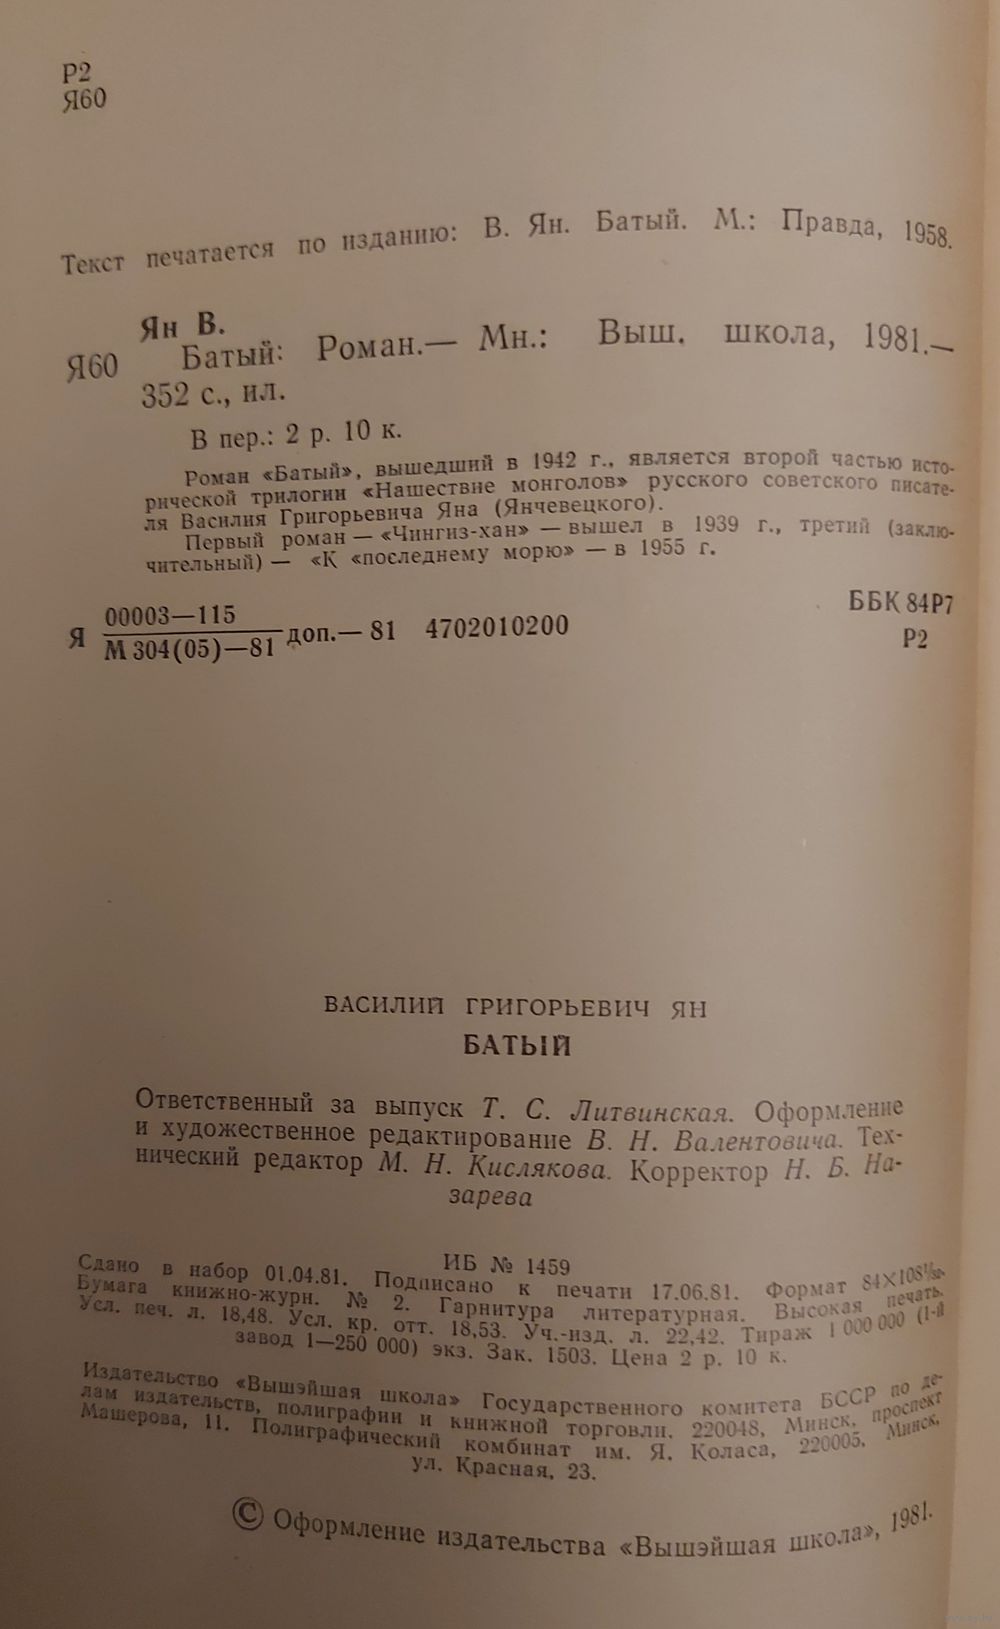 Р2
Я60
Текст печатается по изданию: В. Ян. Батый. М.: Правда, 1958.
Ян В.
Я60 Батый: Роман.— Мн.: Выш. школа, 1981.—
352 с., ил.
В пер.: 2 р. 10 к.
Роман «Батый», вышедший в 1942 г., является второй частью исто-
рической трилогии «Нашествие монголов» русского советского писате-
ля Василия Григорьевича Яна (Янчевецкого).
Первый роман — «Чингиз-хан» — вышел в 1939 г., третий (заклю-
чительный) — «К «последнему морю» — в 1955 г.
Я 00003—115
М 304(05)—81 доп.— 81 4702010200
ББК 84Р7
Р2
ВАСИЛИЙ ГРИГОРЬЕВИЧ ЯН
БАТЫЙ
Ответственный за выпуск Т. С. Литвинская. Оформление
и художественное редактирование В. Н. Валентовича. Тех-
нический редактор М. Н. Кислякова. Корректор Н. Б. На-
зарева
ИБ № 1459
Сдано в набор 01.04.81. Подписано к печати 17.06.81. Формат 84×108¹/₃₂.
Бумага книжно-журн. № 2. Гарнитура литературная. Высокая печать.
Усл. печ. л. 18,48. Усл. кр. отт. 18,53. Уч.-изд. л. 22,42. Тираж 1 000 000 (1-й
завод 1—250 000) экз. Зак. 1503. Цена 2 р. 10 к.
Издательство «Вышэйшая школа» Государственного комитета БССР по де-
лам издательств, полиграфии и книжной торговли. 220048, Минск, проспект
Машерова, 11. Полиграфический комбинат им. Я. Коласа, 220005, Минск,
ул. Красная, 23.
© Оформление издательства «Вышэйшая школа», 1981.